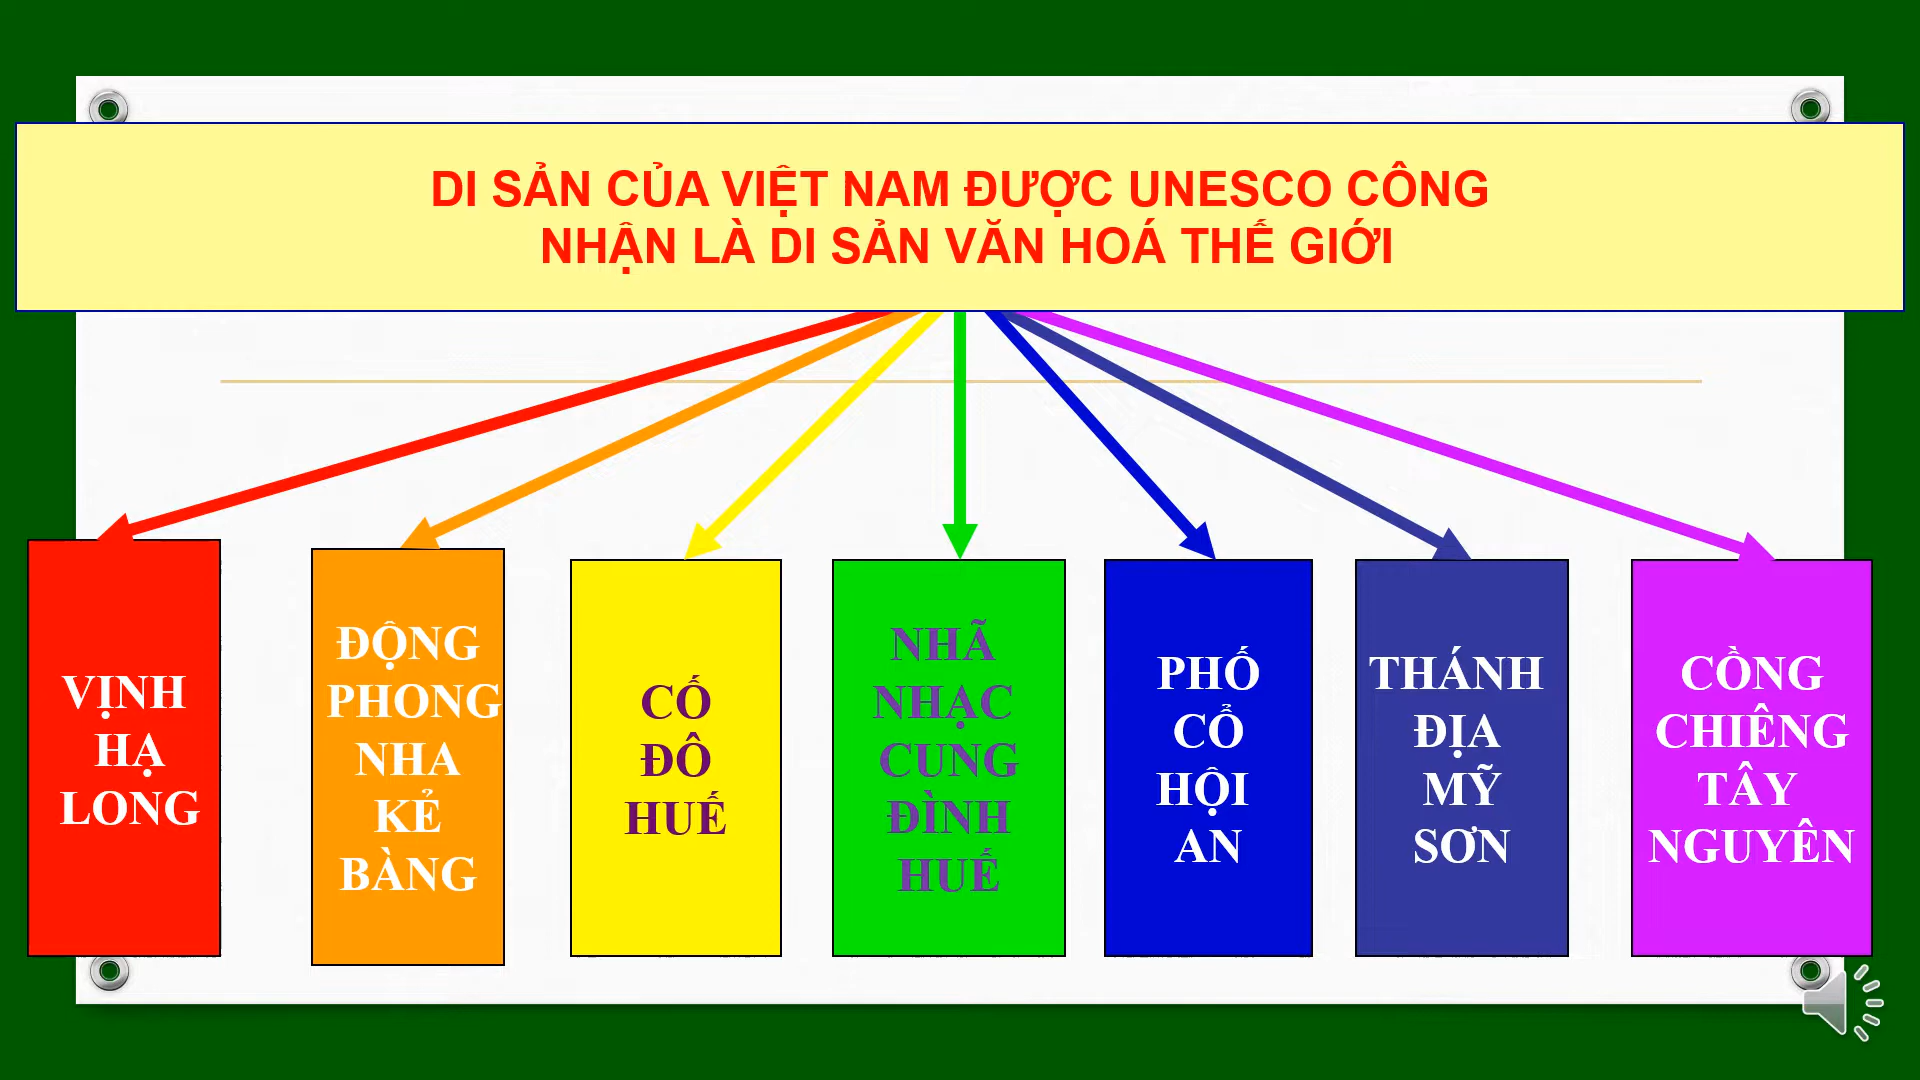 DI SẢN CỦA VIỆT NAM ĐƯỢC UNESCO CÔNG
NHẬN LÀ DI SẢN VĂN HOÁ THẾ GIỚI
VỊNH
HẠ
LONG
ĐỘNG
PHONG
NHA
KẺ
BÀNG
CỐ
ĐÔ
HUẾ
NHÃ
NHẠC
CUNG
ĐÌNH
HUẾ
PHỐ
CỔ
HỘI
AN
THÁNH
ĐỊA
MỸ
SƠN
CỒNG
CHIÊNG
TÂY
NGUYÊN